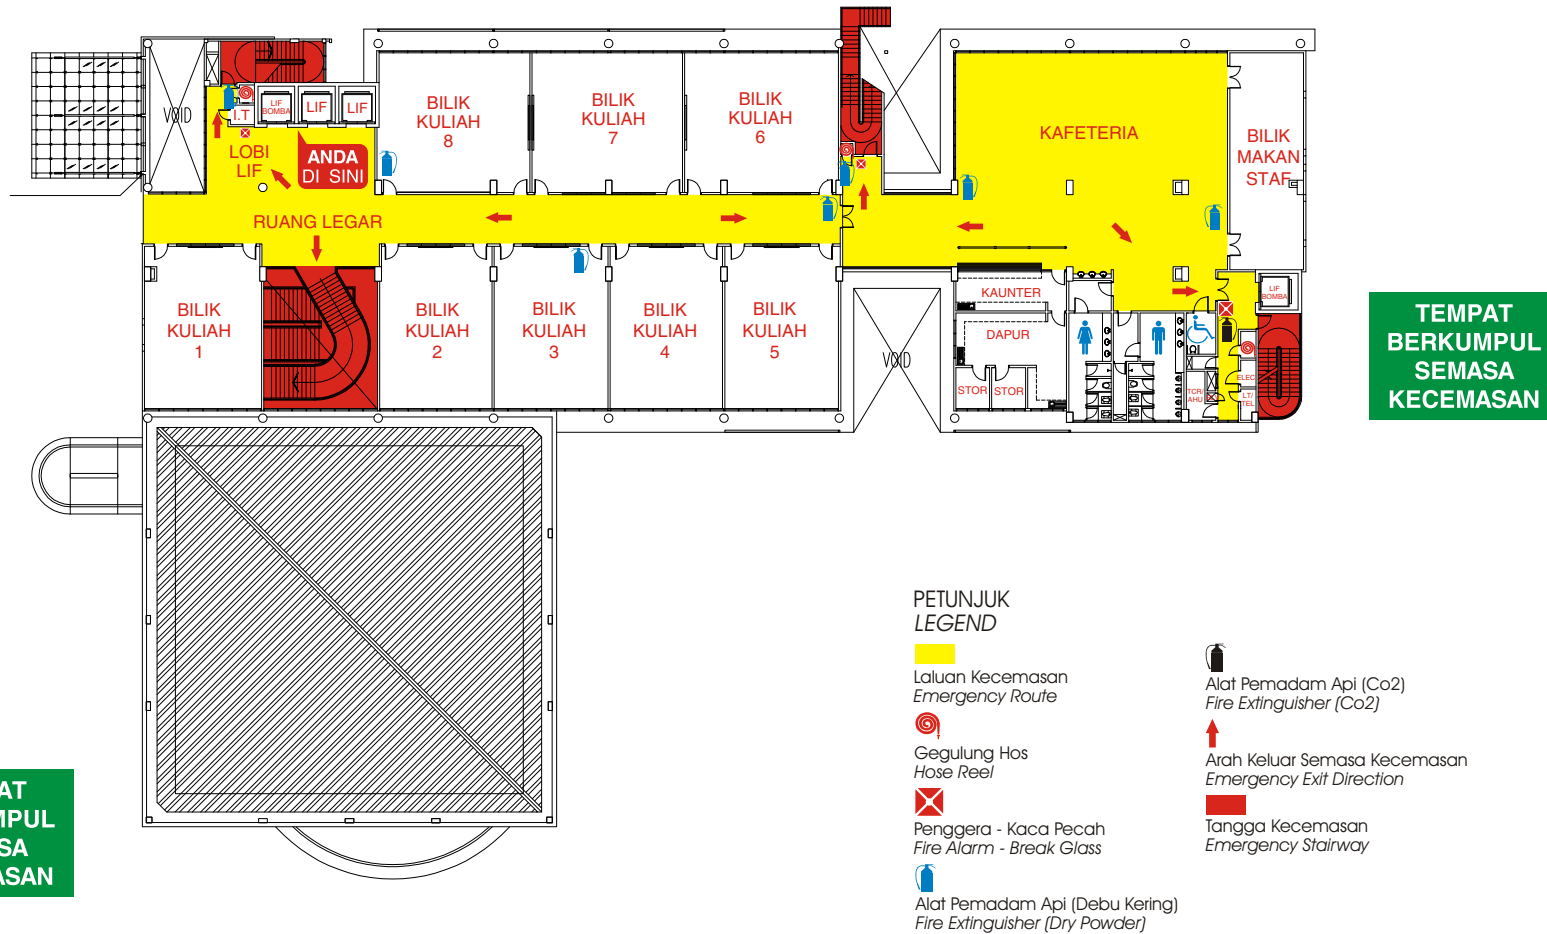 VOID
I.T
LIF
BOMBA
LIF
LIF
LOBI
LIF
ANDA
DI SINI
RUANG LEGAR
BILIK
KULIAH
8
BILIK
KULIAH
7
BILIK
KULIAH
6
KAFETERIA
BILIK
MAKAN
STAF
BILIK
KULIAH
1
BILIK
KULIAH
2
BILIK
KULIAH
3
BILIK
KULIAH
4
BILIK
KULIAH
5
VOID
KAUNTER
DAPUR
STOR
STOR
TCR/
AHU
ELEC
LT/
TEL
LIF
BOMBA
TEMPAT
BERKUMPUL
SEMASA
KECEMASAN
AT
MPUL
SA
ASAN
PETUNJUK
LEGEND
Laluan Kecemasan
Emergency Route
Gegulung Hos
Hose Reel
Penggera - Kaca Pecah
Fire Alarm - Break Glass
Alat Pemadam Api (Debu Kering)
Fire Extinguisher (Dry Powder)
Alat Pemadam Api (Co2)
Fire Extinguisher (Co2)
Arah Keluar Semasa Kecemasan
Emergency Exit Direction
Tangga Kecemasan
Emergency Stairway